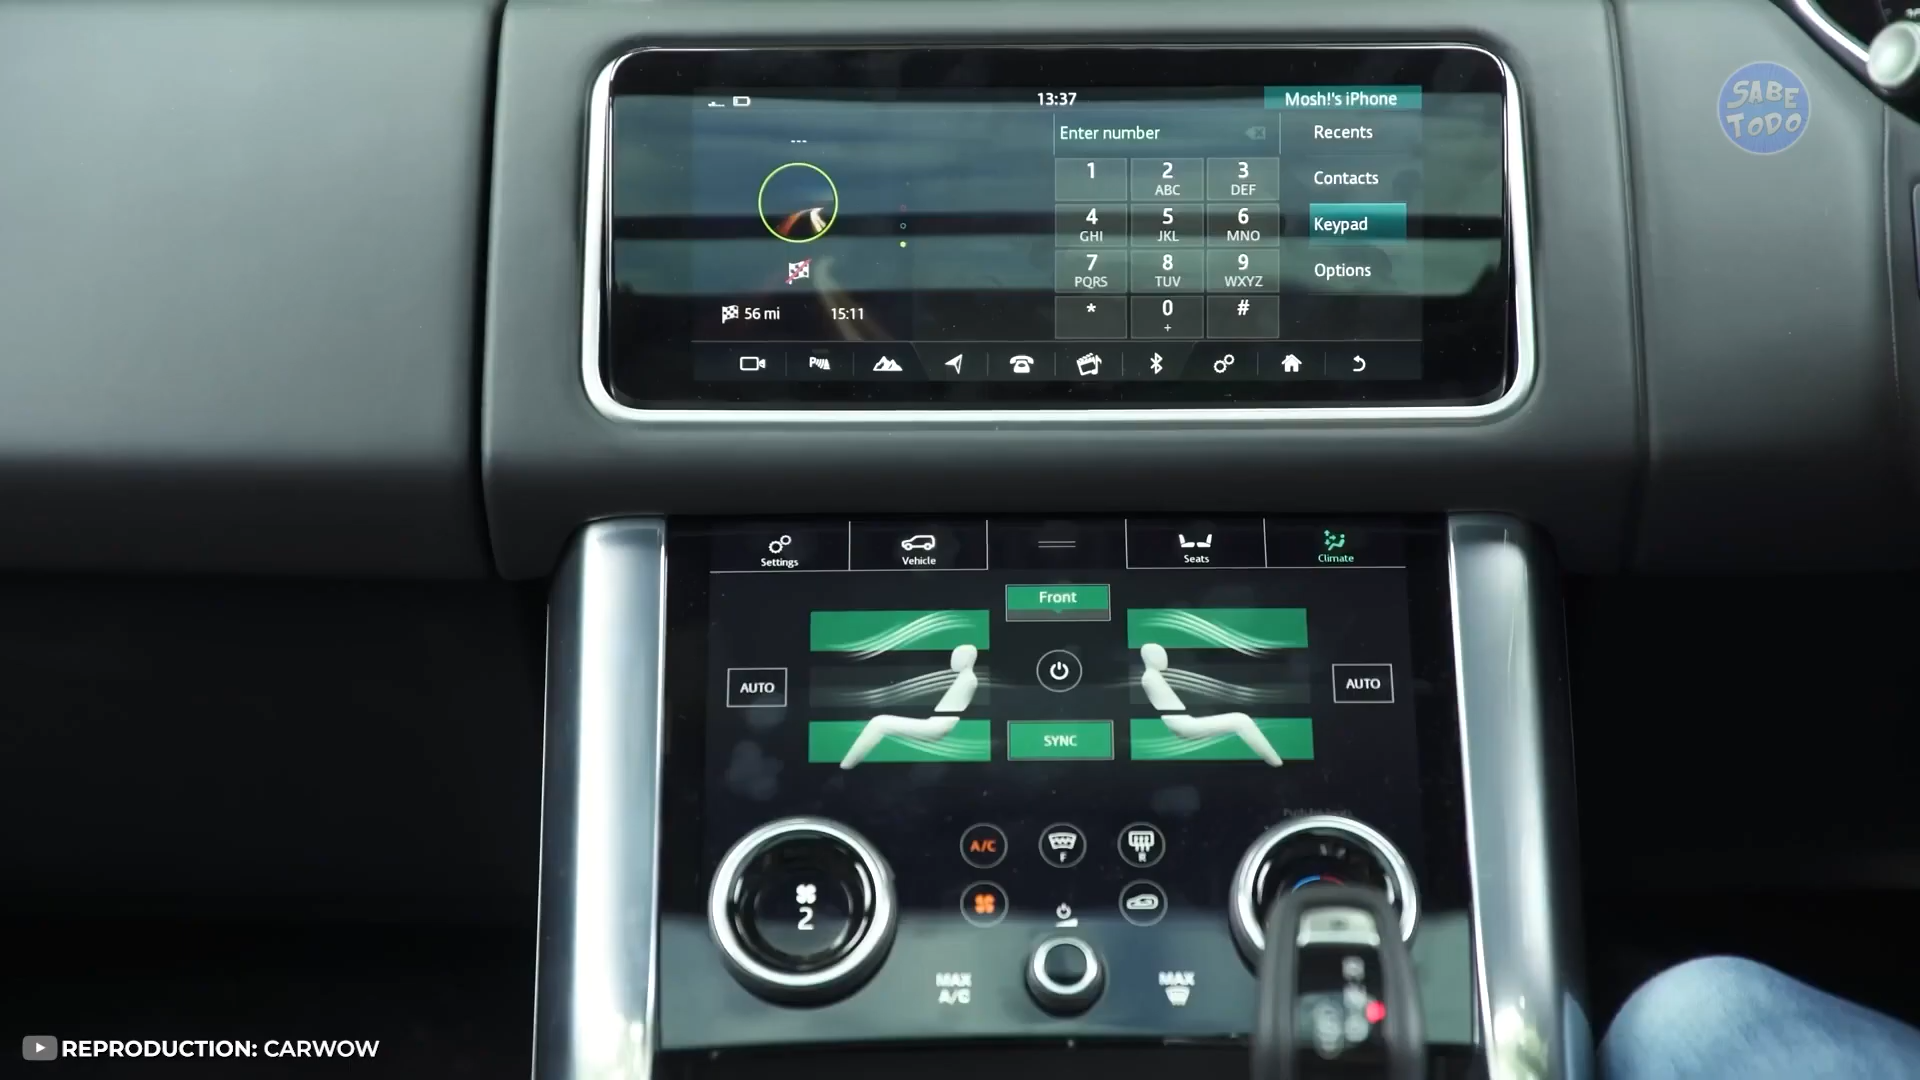 SABE
TODO
13:37
Mosh!'s iPhone
---
Enter number
Recents
Contacts
Keypad
Options
1
2
ABC
3
DEF
4
GHI
5
JKL
6
MNO
7
PQRS
8
TUV
9
WXYZ
*
0
+
#
56 mi
15:11
Settings
Vehicle
Seats
Climate
Front
AUTO
AUTO
SYNC
A/C
F
R
2
MAX
A/C
MAX
REPRODUCTION: CARWOW